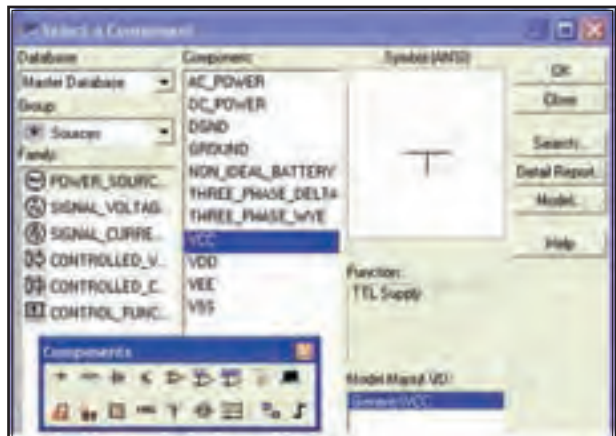 Select a Component
Database
Master Database
Group:
Sources
Family:
POWER_SOURC...
SIGNAL_VOLTAG...
SIGNAL_CURRE...
CONTROLLED_V...
CONTROLLED_C...
CONTROL_FUNC...
Component:
AC_POWER
DC_POWER
DGND
GROUND
NON_IDEAL_BATTERY
THREE_PHASE_DELTA
THREE_PHASE_WYE
VCC
VDD
VEE
VSS
Symbol (ANSI)
Function:
TTL Supply
Model Manuf.\ID:
Generic\VCC
OK
Close
Search...
Detail Report...
Model...
Help
Components